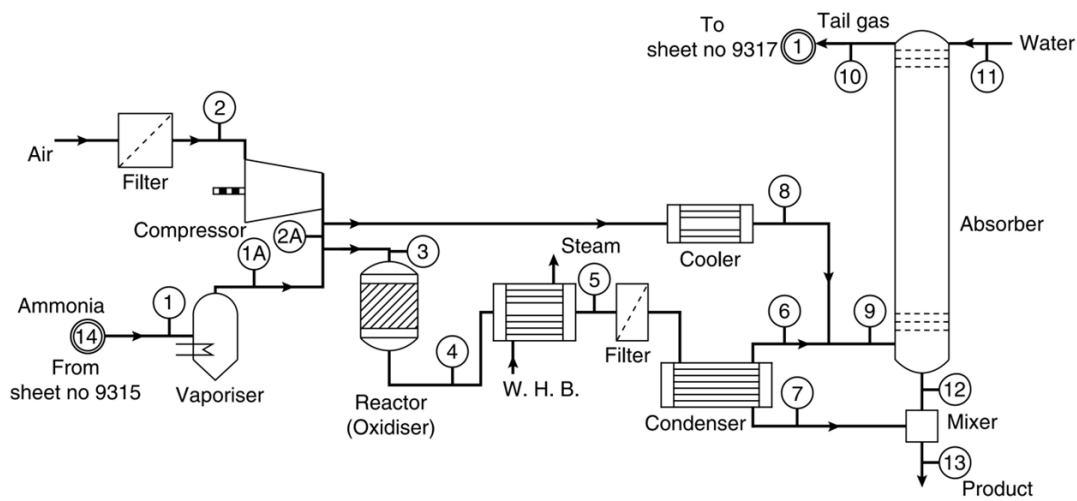 To
sheet no 9317
1
Tail gas
10
Water
11
2
Air
Filter
Compressor
2A
1A
3
8
Cooler
Absorber
Steam
5
Ammonia
14
1
From
sheet no 9315
Vaporiser
4
Reactor
(Oxidiser)
W. H. B.
Filter
6
9
Condenser
7
12
Mixer
13
Product